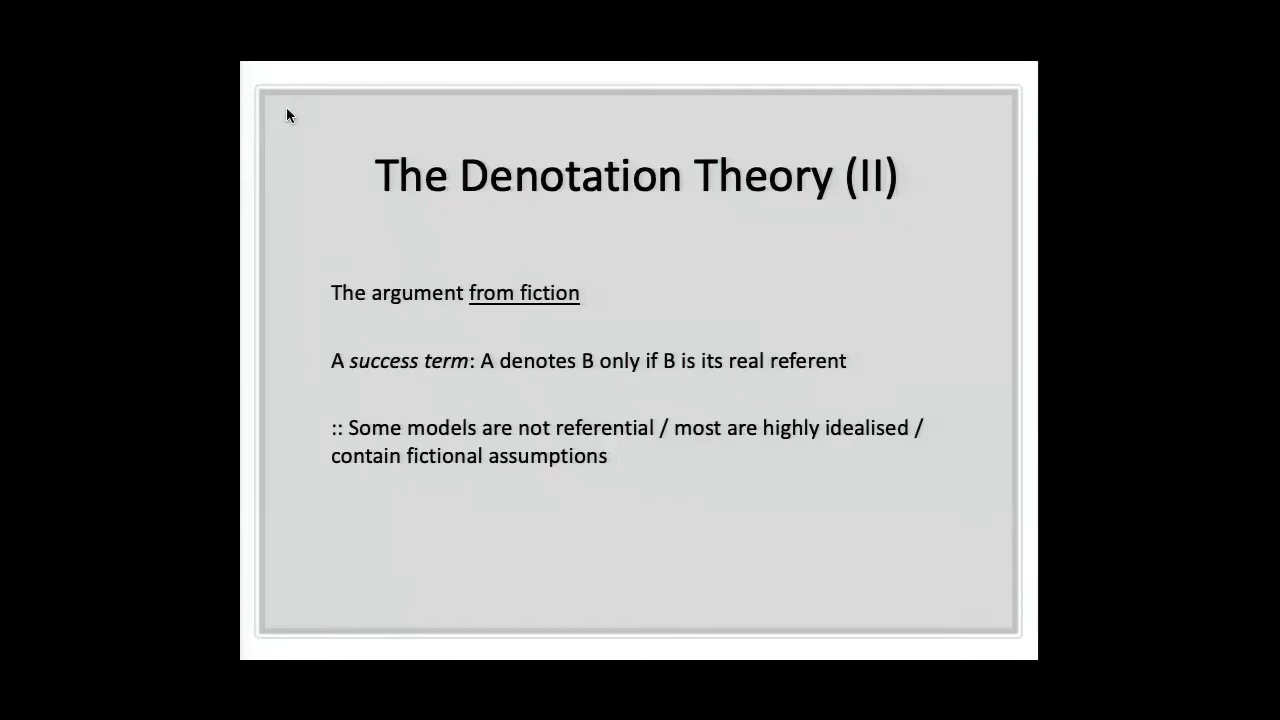 The Denotation Theory (II)
The argument from fiction
A success term: A denotes B only if B is its real referent
:: Some models are not referential / most are highly idealised /
contain fictional assumptions